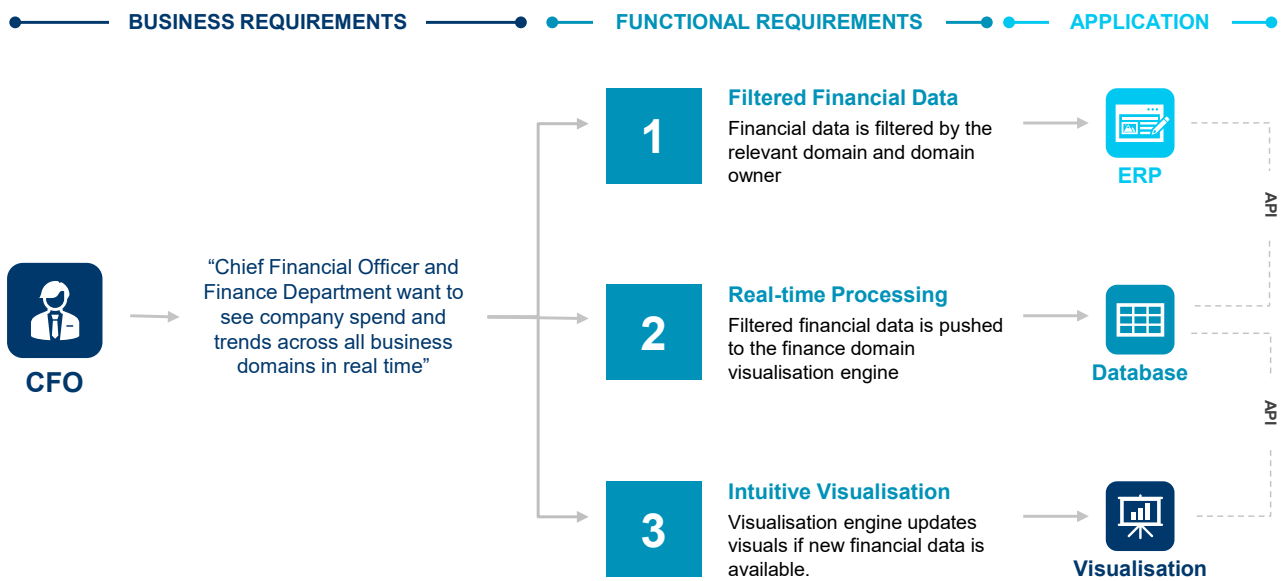 BUSINESS REQUIREMENTS
FUNCTIONAL REQUIREMENTS
APPLICATION
CFO
“Chief Financial Officer and
Finance Department want to
see company spend and
trends across all business
domains in real time”
1
Filtered Financial Data
Financial data is filtered by the
relevant domain and domain
owner
ERP
API
2
Real-time Processing
Filtered financial data is pushed
to the finance domain
visualisation engine
Database
API
3
Intuitive Visualisation
Visualisation engine updates
visuals if new financial data is
available.
Visualisation